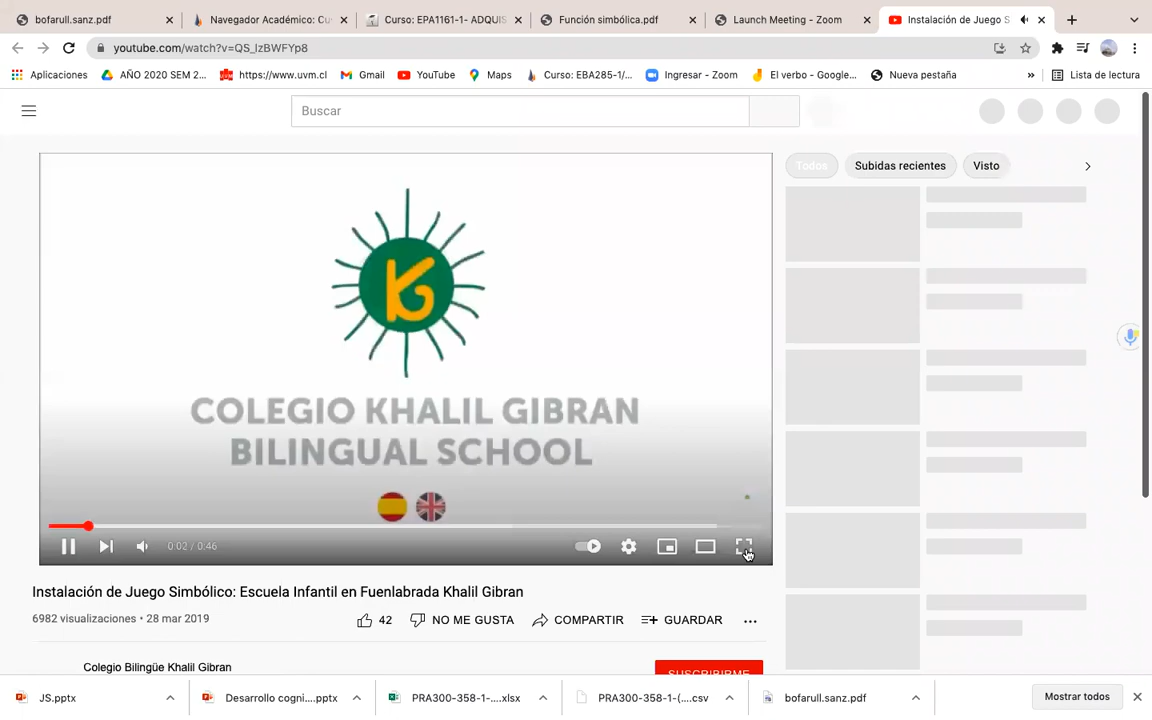 bofarull.sanz.pdf
Navegador Académico: Cu
Curso: EPA1161-1- ADQUIS
Función simbólica.pdf
Launch Meeting - Zoom
Instalación de Juego S
youtube.com/watch?v=QS_IzBWFYp8
Aplicaciones
AÑO 2020 SEM 2...
https://www.uvm.cl
Gmail
YouTube
Maps
Curso: EBA285-1/...
Ingresar - Zoom
El verbo - Google...
Nueva pestaña
»
Lista de lectura
Buscar
Todos
Subidas recientes
Visto
KG
COLEGIO KHALIL GIBRAN
BILINGUAL SCHOOL
0:02 / 0:46
Instalación de Juego Simbólico: Escuela Infantil en Fuenlabrada Khalil Gibran
6982 visualizaciones • 28 mar 2019
42
NO ME GUSTA
COMPARTIR
GUARDAR
Colegio Bilingüe Khalil Gibran
SUSCRIBIRME
JS.pptx
Desarrollo cogni....pptx
PRA300-358-1-....xlsx
PRA300-358-1-(....csv
bofarull.sanz.pdf
Mostrar todos